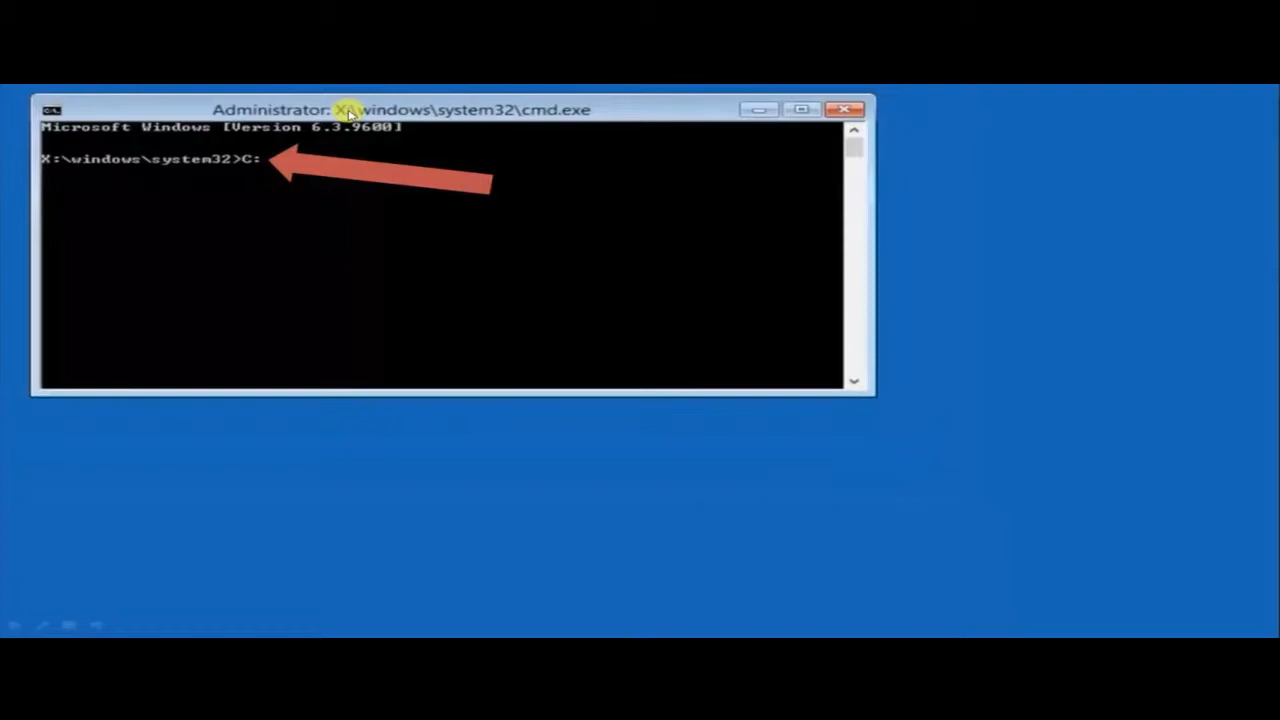 Administrator: X:\windows\system32\cmd.exe
Microsoft Windows [Version 6.3.9600]
X:\windows\system32>C: